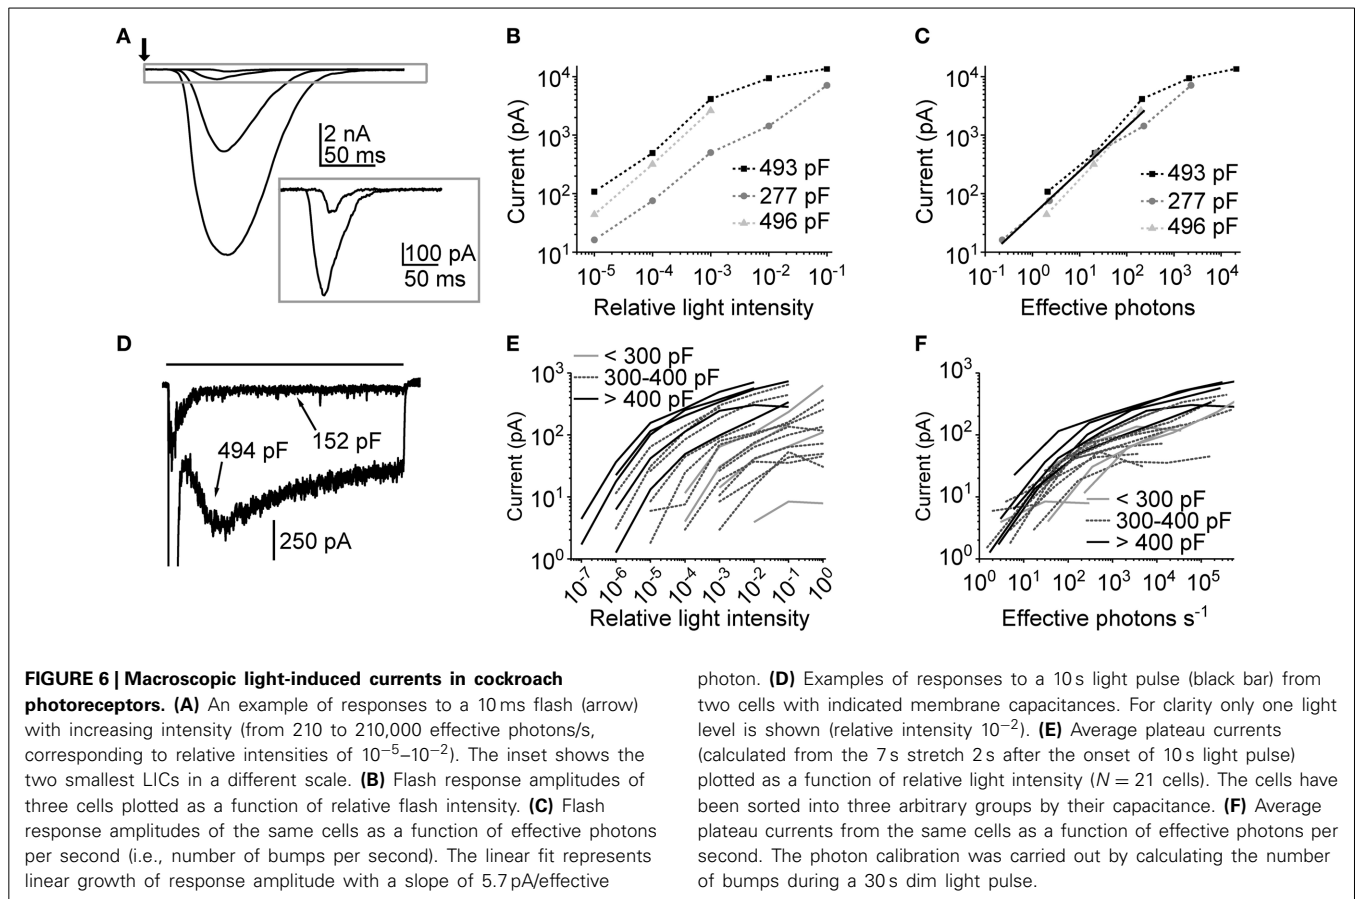 A
2 nA
50 ms
100 pA
50 ms
B
Current (pA)
10⁴
10³
10²
10¹
493 pF
277 pF
496 pF
10⁻⁵ 10⁻⁴ 10⁻³ 10⁻² 10⁻¹
Relative light intensity
C
Current (pA)
10⁴
10³
10²
10¹
493 pF
277 pF
496 pF
10⁻¹ 10⁰ 10¹ 10² 10³ 10⁴
Effective photons
D
494 pF
152 pF
250 pA
E
< 300 pF
300-400 pF
> 400 pF
Current (pA)
10³
10²
10¹
10⁰
10⁻⁷ 10⁻⁶ 10⁻⁵ 10⁻⁴ 10⁻³ 10⁻² 10⁻¹ 10⁰
Relative light intensity
F
Current (pA)
10³
10²
10¹
10⁰
< 300 pF
300-400 pF
> 400 pF
10⁰ 10¹ 10² 10³ 10⁴ 10⁵
Effective photons s⁻¹
FIGURE 6 | Macroscopic light-induced currents in cockroach
photoreceptors. (A) An example of responses to a 10 ms flash (arrow)
with increasing intensity (from 210 to 210,000 effective photons/s,
corresponding to relative intensities of 10⁻⁵–10⁻²). The inset shows the
two smallest LICs in a different scale. (B) Flash response amplitudes of
three cells plotted as a function of relative flash intensity. (C) Flash
response amplitudes of the same cells as a function of effective photons
per second (i.e., number of bumps per second). The linear fit represents
linear growth of response amplitude with a slope of 5.7 pA/effective
photon. (D) Examples of responses to a 10 s light pulse (black bar) from
two cells with indicated membrane capacitances. For clarity only one light
level is shown (relative intensity 10⁻²). (E) Average plateau currents
(calculated from the 7 s stretch 2 s after the onset of 10 s light pulse)
plotted as a function of relative light intensity (N = 21 cells). The cells have
been sorted into three arbitrary groups by their capacitance. (F) Average
plateau currents from the same cells as a function of effective photons per
second. The photon calibration was carried out by calculating the number
of bumps during a 30 s dim light pulse.